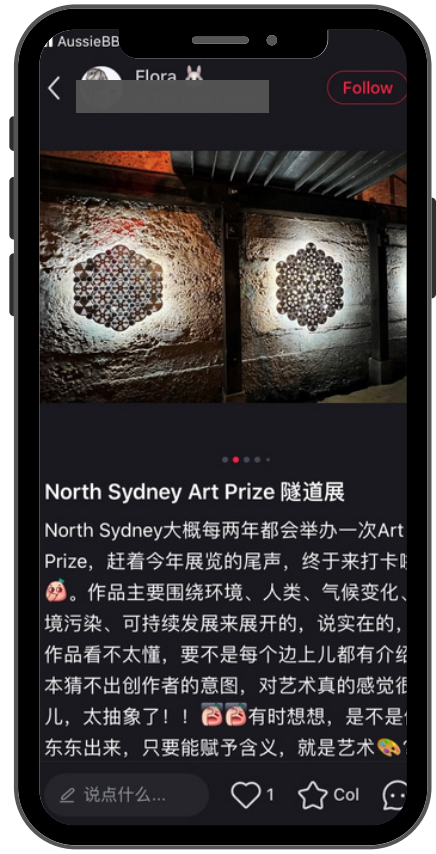 AussieBB
Flora
Follow
North Sydney Art Prize 隧道展
North Sydney大概每两年都会举办一次Art
Prize，赶着今年展览的尾声，终于来打卡
。作品主要围绕环境、人类、气候变化、
境污染、可持续发展来展开的，说实在的，
作品看不太懂，要不是每个边上儿都有介绍
本猜不出创作者的意图，对艺术真的感觉很
儿，太抽象了！！有时想想，是不是
东东出来，只要能赋予含义，就是艺术
说点什么...
1
Col